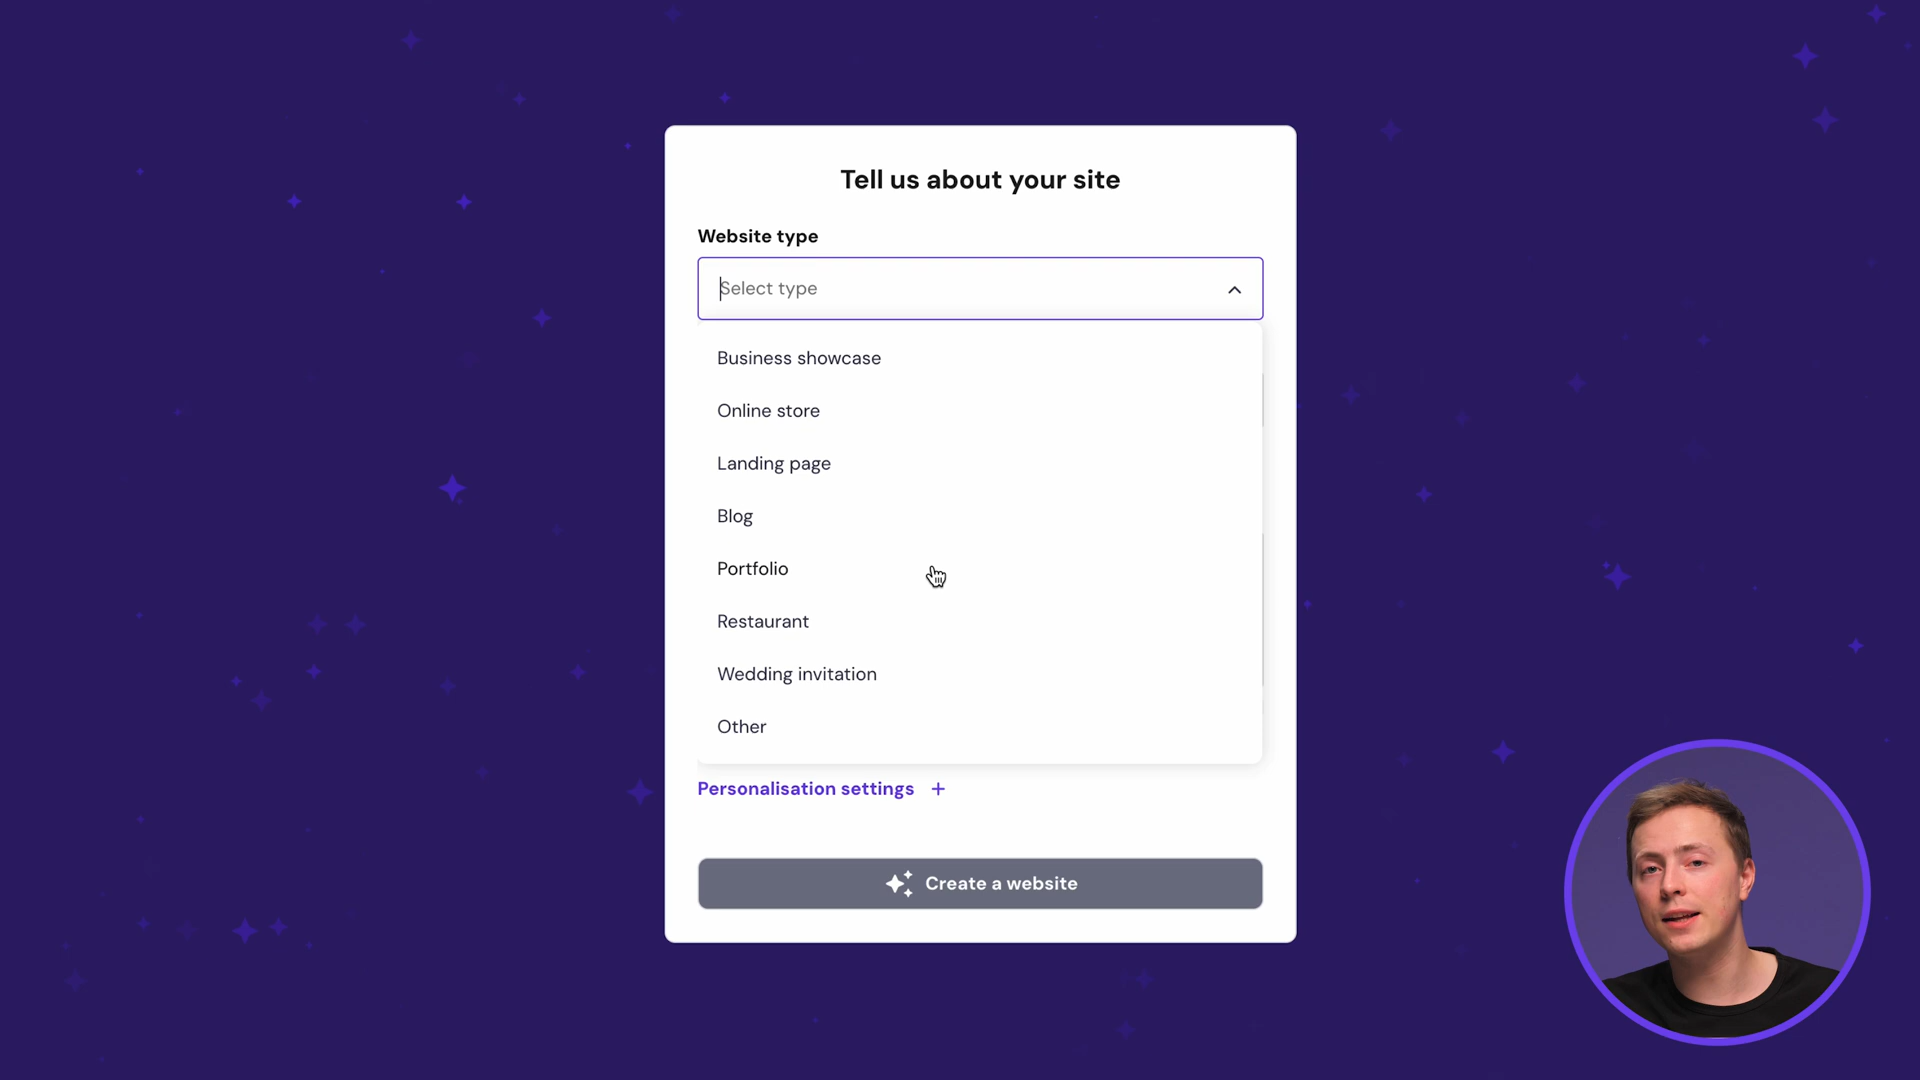 Tell us about your site
Website type
Select type
Business showcase
Online store
Landing page
Blog
Portfolio
Restaurant
Wedding invitation
Other
Personalisation settings +
Create a website